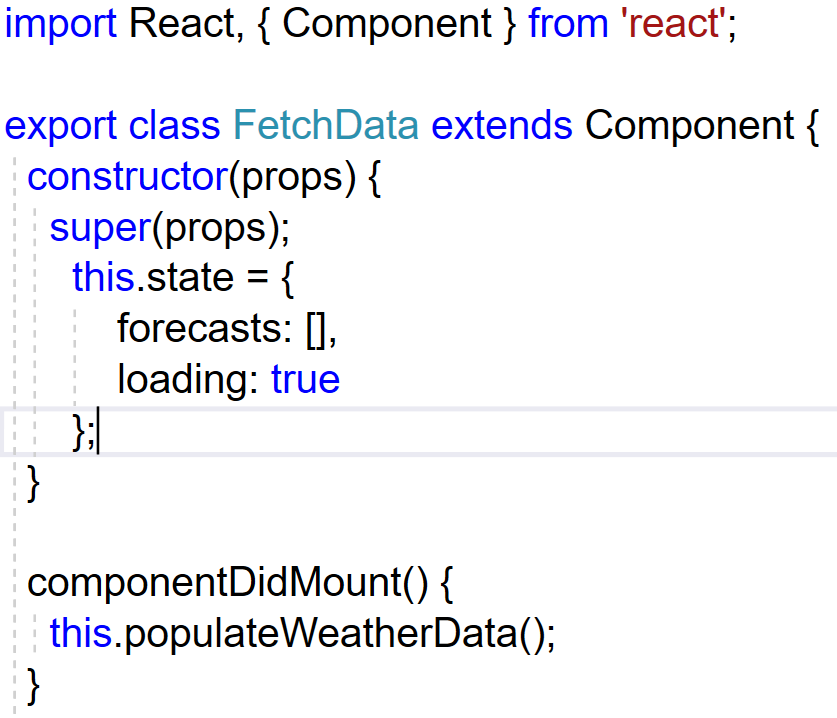 import React, { Component } from 'react';

export class FetchData extends Component {
  constructor(props) {
    super(props);
      this.state = {
          forecasts: [],
          loading: true
      };
  }

  componentDidMount() {
    this.populateWeatherData();
  }